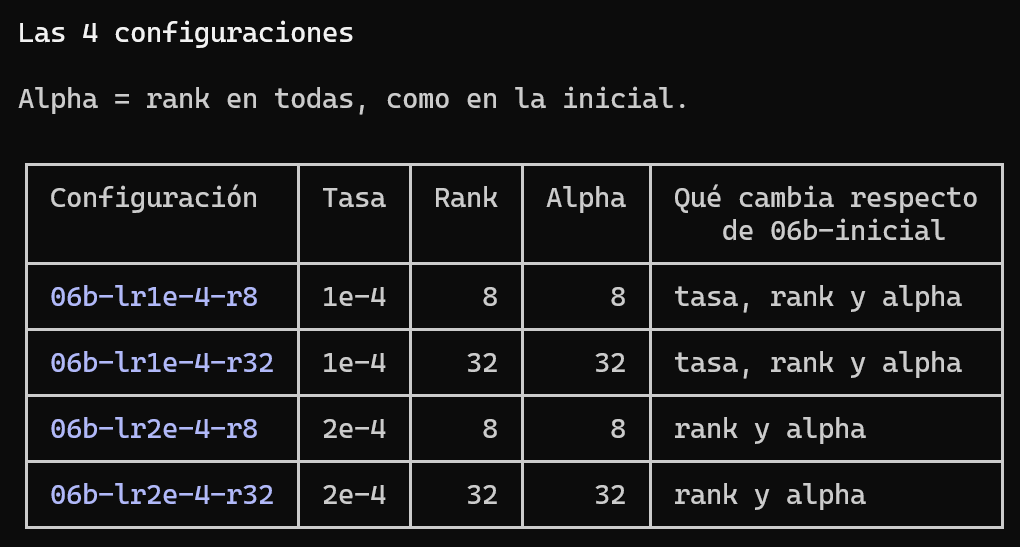 Las 4 configuraciones
Alpha = rank en todas, como en la inicial.
Configuración Tasa Rank Alpha Qué cambia respecto
de 06b-inicial
06b-lr1e-4-r8 1e-4 8 8 tasa, rank y alpha
06b-lr1e-4-r32 1e-4 32 32 tasa, rank y alpha
06b-lr2e-4-r8 2e-4 8 8 rank y alpha
06b-lr2e-4-r32 2e-4 32 32 rank y alpha